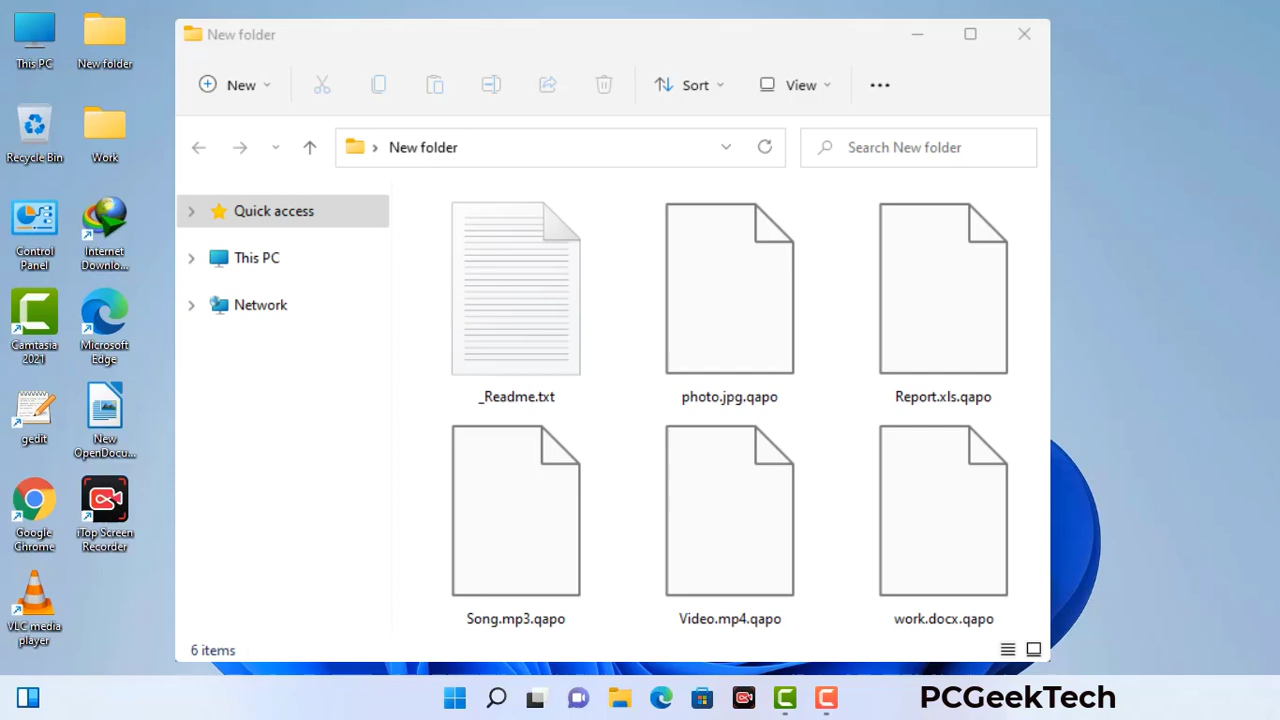 This PC
New folder
Recycle Bin
Work
Control
Panel
Internet
Downlo...
Camtasia
2021
Microsoft
Edge
gedit
New
OpenDocu...
Google
Chrome
iTop Screen
Recorder
VLC media
player
New folder
New
Sort
View
New folder
Search New folder
Quick access
This PC
Network
_Readme.txt
photo.jpg.qapo
Report.xls.qapo
Song.mp3.qapo
Video.mp4.qapo
work.docx.qapo
6 items
PCGeekTech